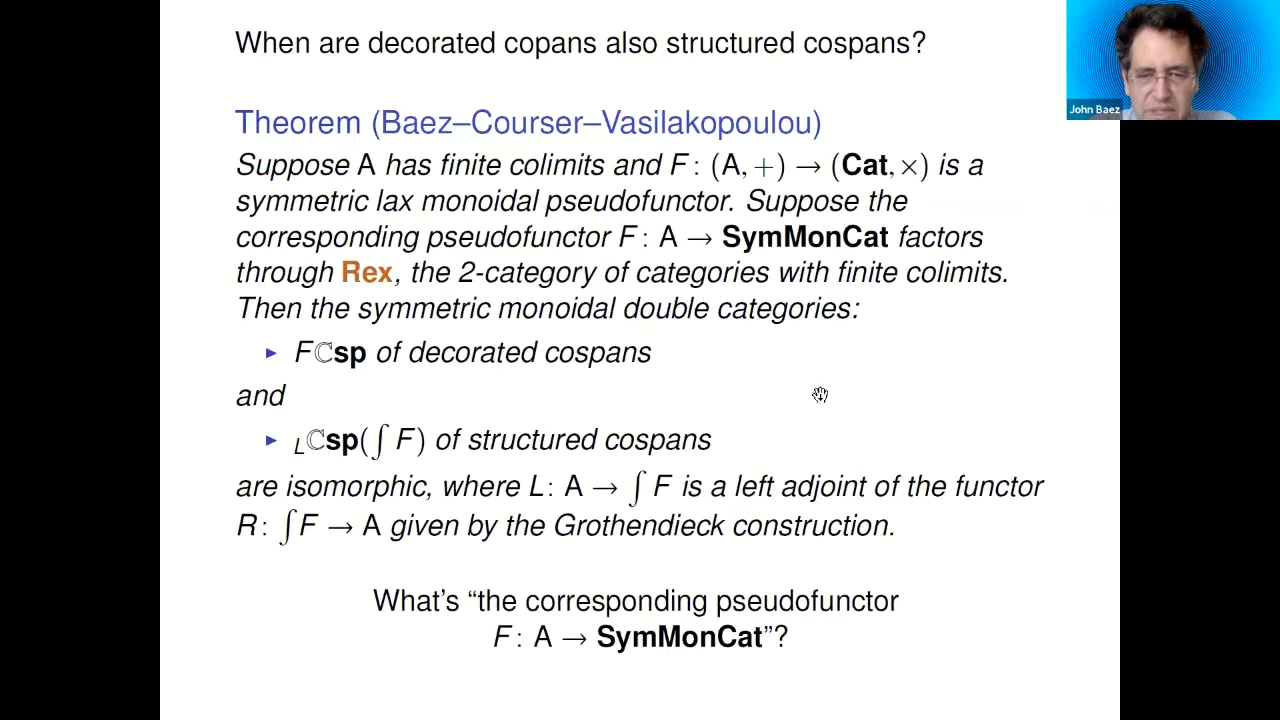 When are decorated copans also structured cospans?
Theorem (Baez–Courser–Vasilakopoulou)
Suppose A has finite colimits and F : (A, +) → (Cat, ×) is a
symmetric lax monoidal pseudofunctor. Suppose the
corresponding pseudofunctor F : A → SymMonCat factors
through Rex, the 2-category of categories with finite colimits.
Then the symmetric monoidal double categories:
▸ Fℂsp of decorated cospans
and
▸ Lℂsp(∫ F) of structured cospans
are isomorphic, where L : A → ∫ F is a left adjoint of the functor
R : ∫ F → A given by the Grothendieck construction.
What's “the corresponding pseudofunctor
F : A → SymMonCat”?
John Baez